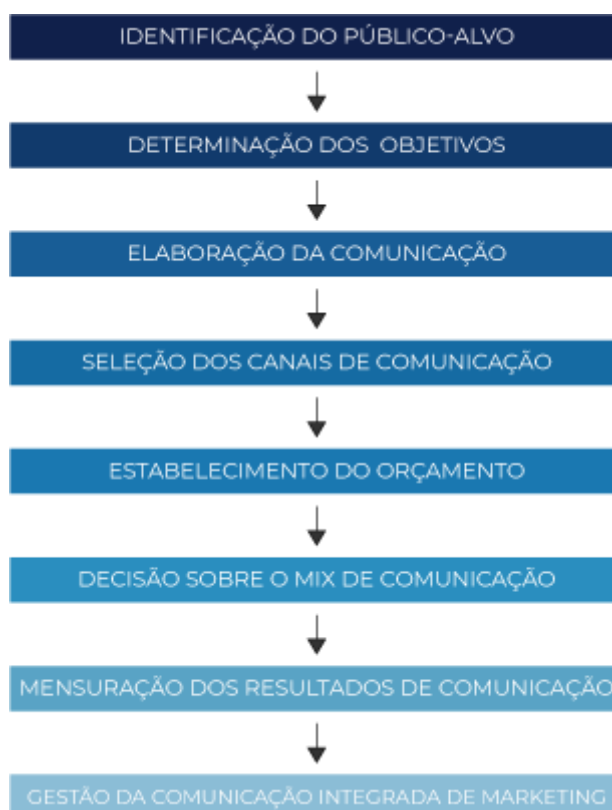 IDENTIFICAÇÃO DO PÚBLICO-ALVO
DETERMINAÇÃO DOS OBJETIVOS
ELABORAÇÃO DA COMUNICAÇÃO
SELEÇÃO DOS CANAIS DE COMUNICAÇÃO
ESTABELECIMENTO DO ORÇAMENTO
DECISÃO SOBRE O MIX DE COMUNICAÇÃO
MENSURAÇÃO DOS RESULTADOS DE COMUNICAÇÃO
GESTÃO DA COMUNICAÇÃO INTEGRADA DE MARKETING